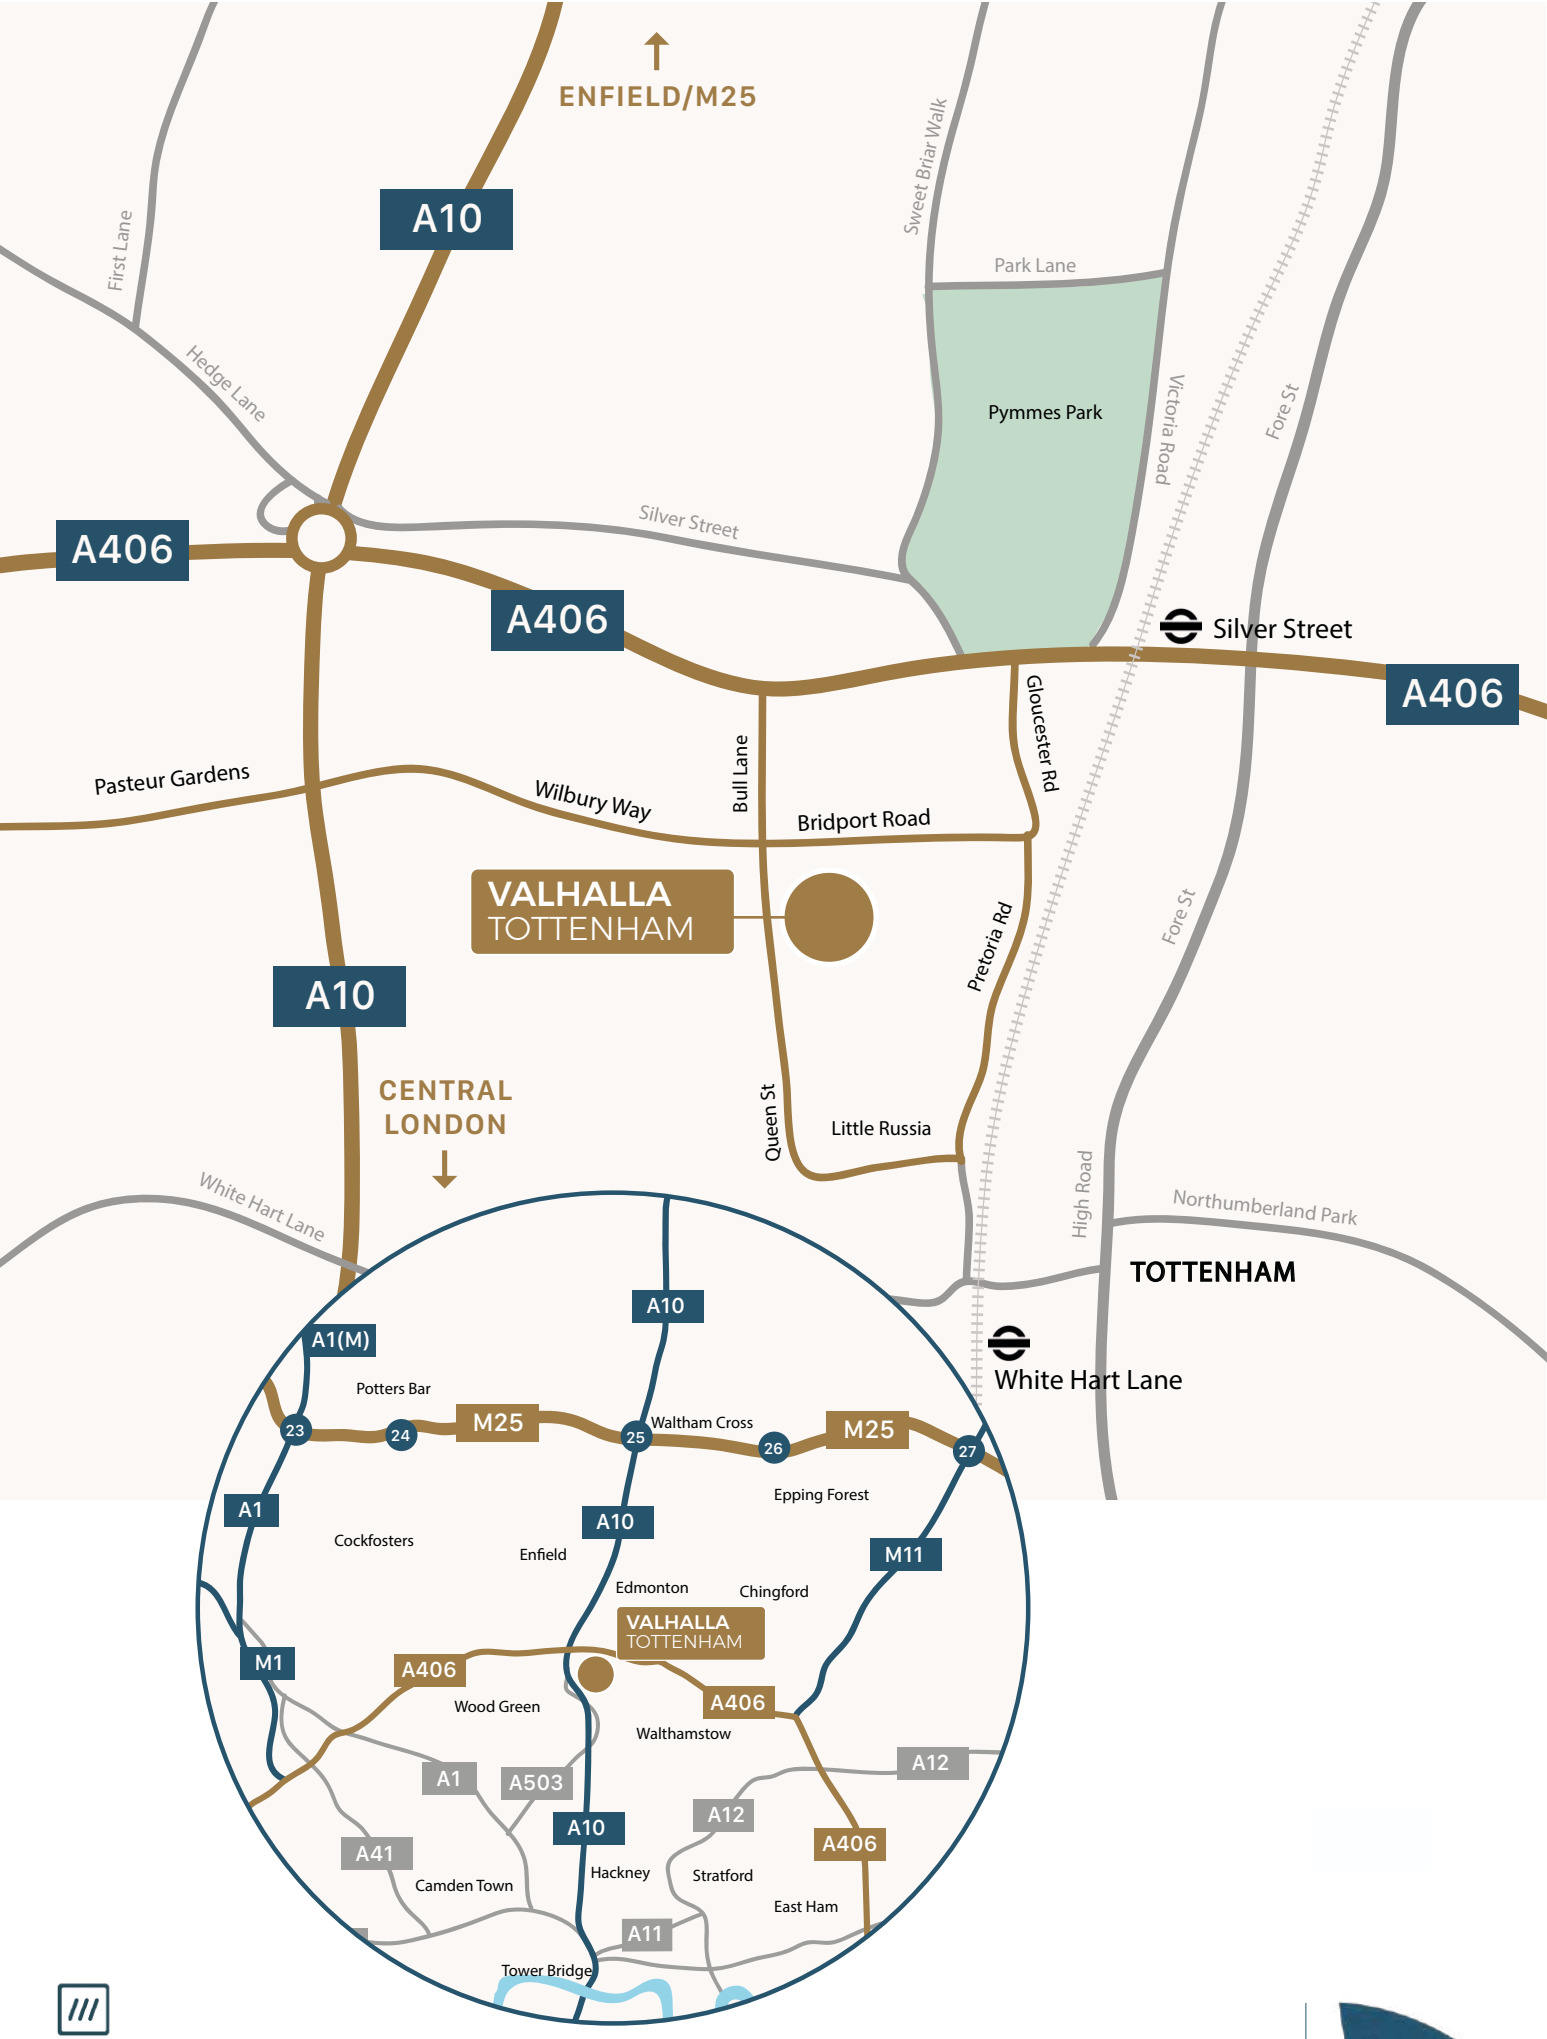 ENFIELD/M25
Sweet Briar Walk
A10
First Lane
Park Lane
Hedge Lane
Pymmes Park
Victoria Road
Fore St
Silver Street
A406
A406
Silver Street
A406
Gloucester Rd
Pasteur Gardens
Wilbury Way
Bull Lane
Bridport Road
VALHALLA
TOTTENHAM
Pretoria Rd
Fore St
A10
CENTRAL
LONDON
Queen St
Little Russia
White Hart Lane
High Road
Northumberland Park
TOTTENHAM
White Hart Lane
A10
A1(M)
Potters Bar
M25
Waltham Cross
M25
23
24
25
26
27
Epping Forest
A1
A10
Cockfosters
Enfield
M11
Edmonton
Chingford
VALHALLA
TOTTENHAM
M1
A406
Wood Green
A406
Walthamstow
A1
A503
A12
A12
A10
A406
A41
Camden Town
Hackney
Stratford
East Ham
A11
Tower Bridge
///